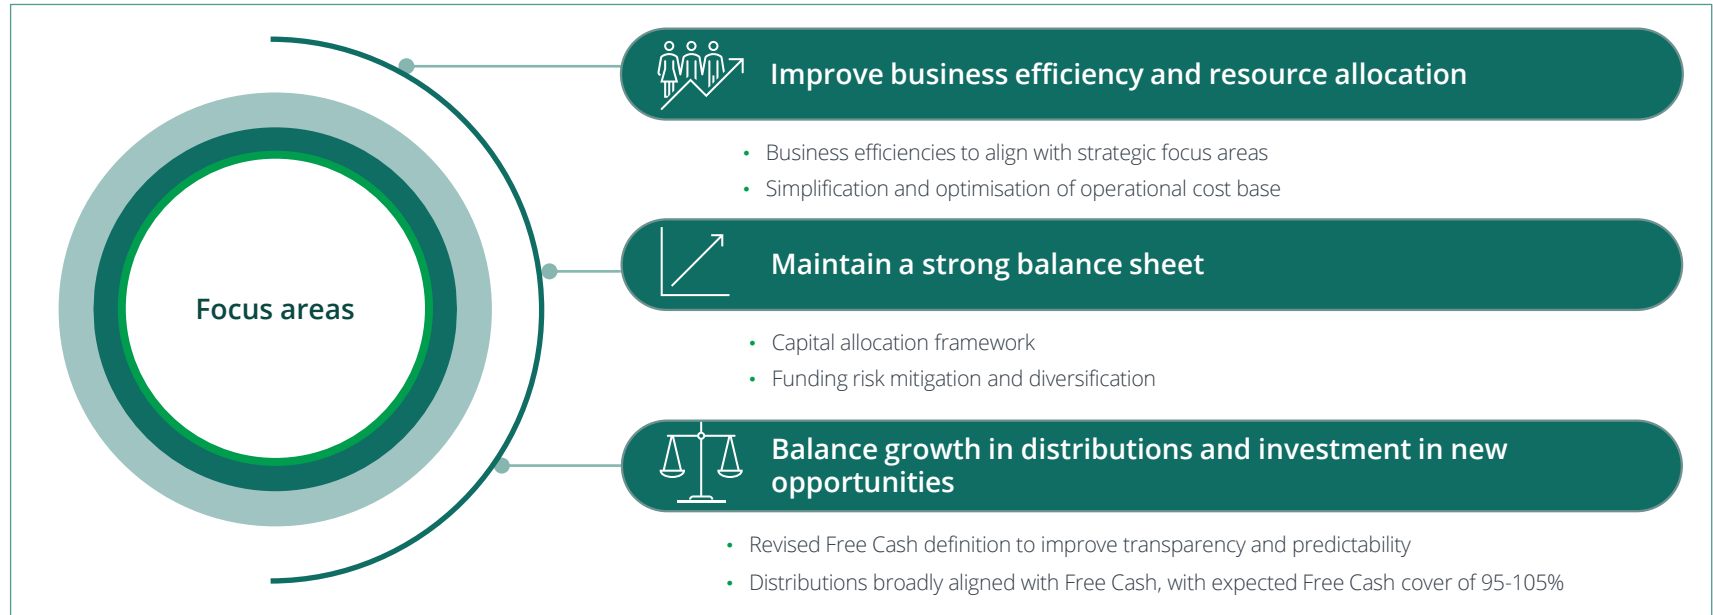 Focus areas
Improve business efficiency and resource allocation
• Business efficiencies to align with strategic focus areas
• Simplification and optimisation of operational cost base
Maintain a strong balance sheet
• Capital allocation framework
• Funding risk mitigation and diversification
Balance growth in distributions and investment in new
opportunities
• Revised Free Cash definition to improve transparency and predictability
• Distributions broadly aligned with Free Cash, with expected Free Cash cover of 95-105%